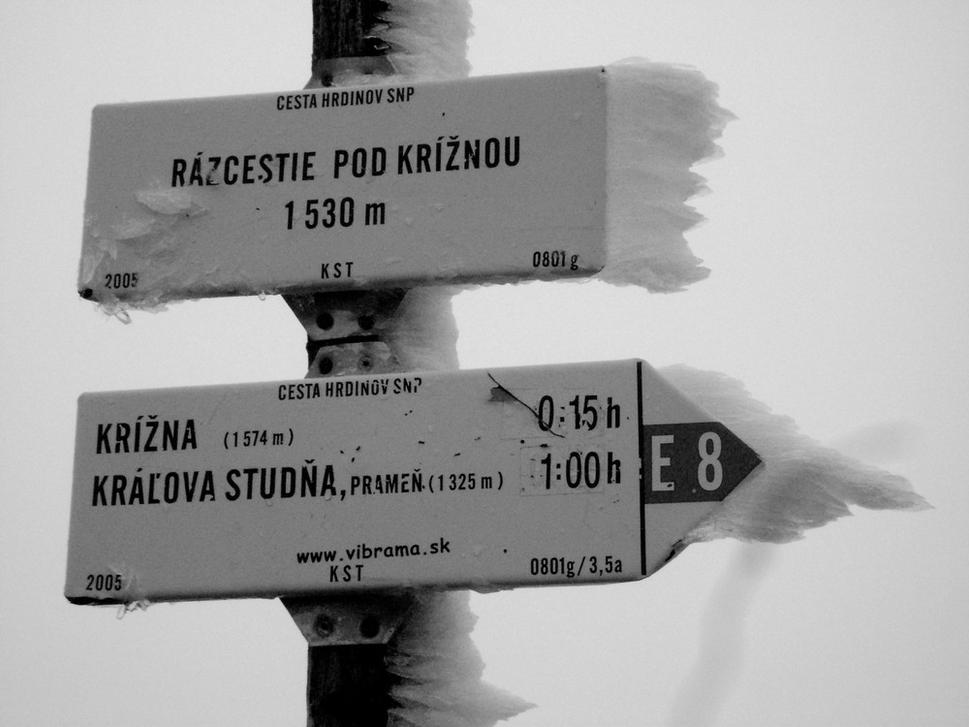 CESTA HRDINOV SNP
RÁZCESTIE POD KRÍŽNOU
1 530 m
2005 KST 0801 g
CESTA HRDINOV SNP
KRÍŽNA (1 574 m) 0:15 h
KRÁĽOVA STUDŇA, PRAMEŇ (1 325 m) 1:00 h
E 8
www.vibrama.sk
2005 KST 0801g/3,5a